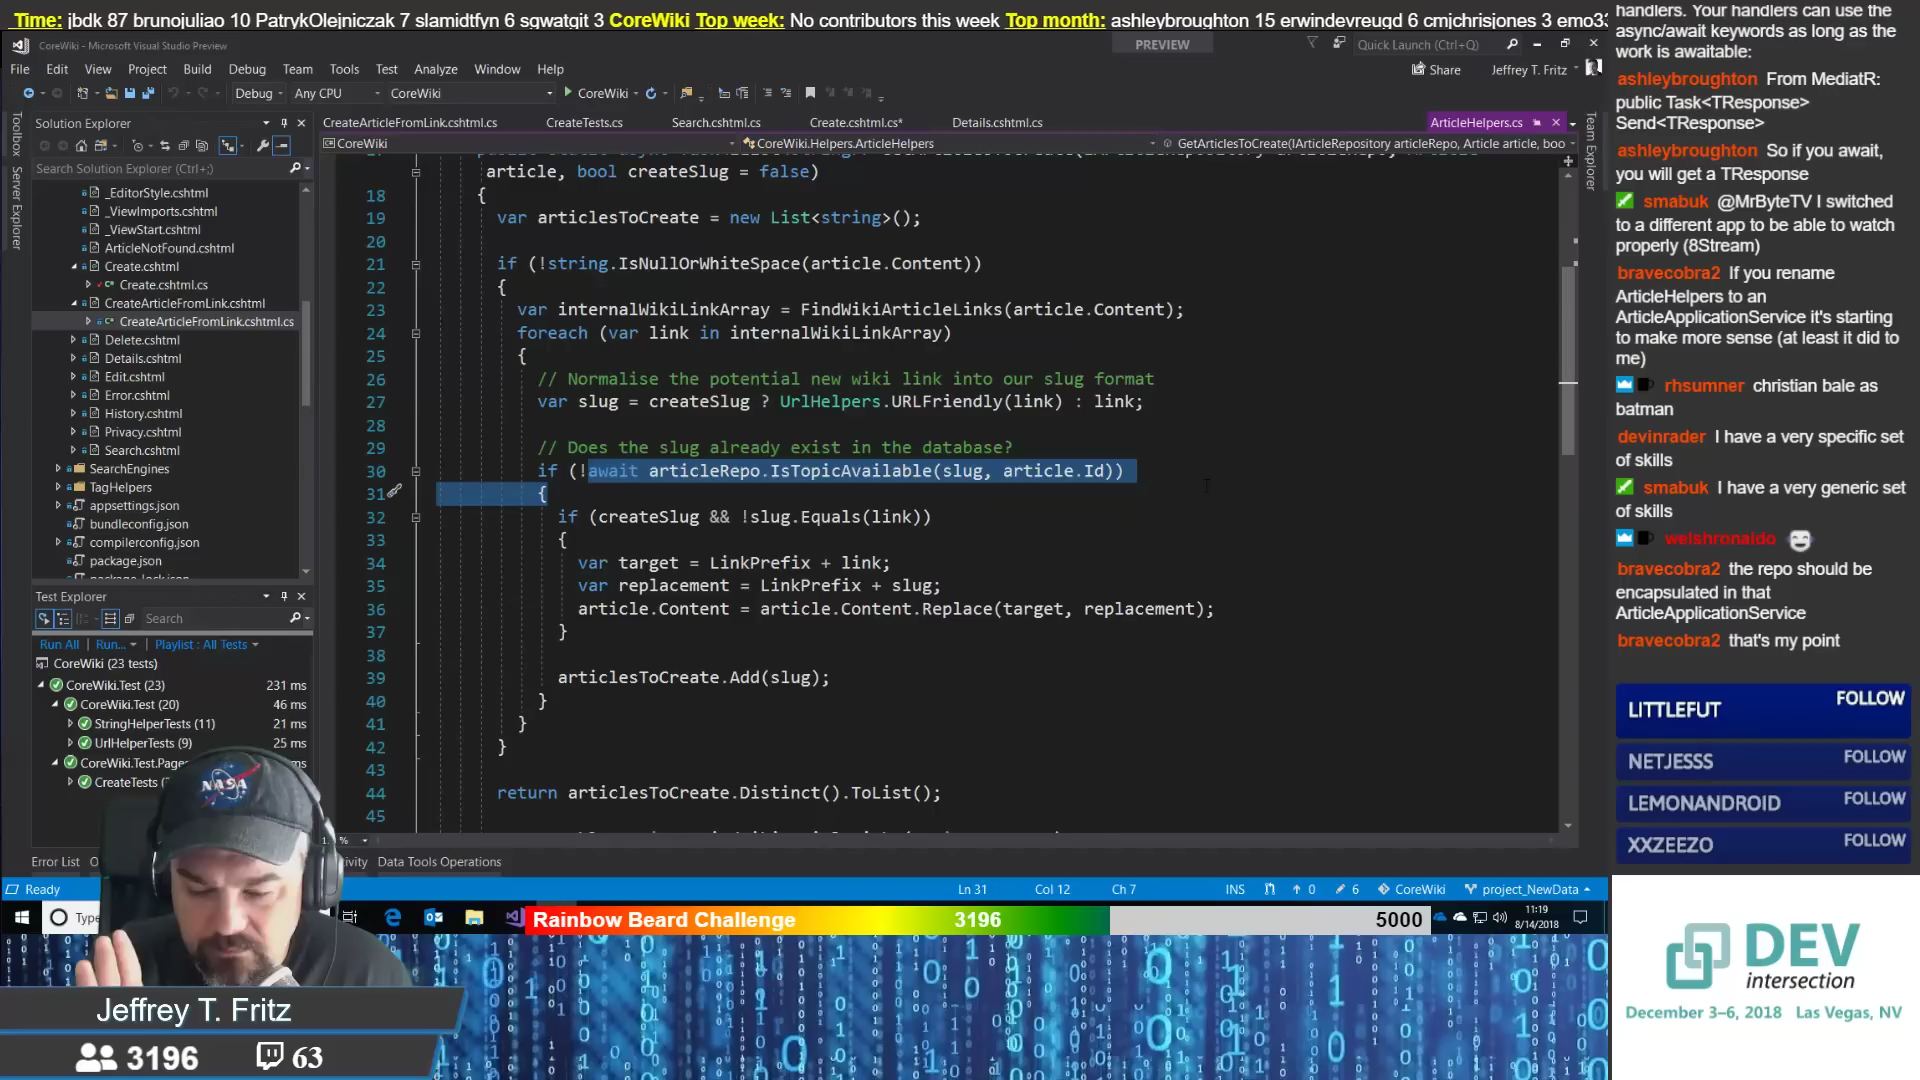 Time: jbdk 87 brunojuliao 10 PatrykOlejniczak 7 slamidtfyn 6 sgwatgit 3 CoreWiki Top week: No contributors this week Top month: ashleybroughton 15 erwindevreugd 6 cmjchrisjones 3
CoreWiki - Microsoft Visual Studio Preview
PREVIEW
Quick Launch (Ctrl+Q)
File Edit View Project Build Debug Team Tools Test Analyze Window Help
Share
Jeffrey T. Fritz
Debug Any CPU CoreWiki CoreWiki
Toolbox
Server Explorer
Solution Explorer
Search Solution Explorer (Ctrl+;)
_EditorStyle.cshtml
_ViewImports.cshtml
_ViewStart.cshtml
ArticleNotFound.cshtml
Create.cshtml
Create.cshtml.cs
CreateArticleFromLink.cshtml
CreateArticleFromLink.cshtml.cs
Delete.cshtml
Details.cshtml
Edit.cshtml
Error.cshtml
History.cshtml
Privacy.cshtml
Search.cshtml
SearchEngines
TagHelpers
appsettings.json
bundleconfig.json
compilerconfig.json
package.json
package-lock.json
Test Explorer
Search
Run All Run... Playlist : All Tests
CoreWiki (23 tests)
CoreWiki.Test (23) 231 ms
CoreWiki.Test (20) 46 ms
StringHelperTests (11) 21 ms
UrlHelperTests (9) 25 ms
CoreWiki.Test.Page
CreateTests
CreateArticleFromLink.cshtml.cs CreateTests.cs Search.cshtml.cs Create.cshtml.cs* Details.cshtml.cs ArticleHelpers.cs
CoreWiki CoreWiki.Helpers.ArticleHelpers GetArticlesToCreate(IArticleRepository articleRepo, Article article, boo
Team Explorer
article, bool createSlug = false)
18 {
19 var articlesToCreate = new List<string>();
20
21 if (!string.IsNullOrWhiteSpace(article.Content))
22 {
23 var internalWikiLinkArray = FindWikiArticleLinks(article.Content);
24 foreach (var link in internalWikiLinkArray)
25 {
26 // Normalise the potential new wiki link into our slug format
27 var slug = createSlug ? UrlHelpers.URLFriendly(link) : link;
28
29 // Does the slug already exist in the database?
30 if (!await articleRepo.IsTopicAvailable(slug, article.Id))
31 {
32 if (createSlug && !slug.Equals(link))
33 {
34 var target = LinkPrefix + link;
35 var replacement = LinkPrefix + slug;
36 article.Content = article.Content.Replace(target, replacement);
37 }
38
39 articlesToCreate.Add(slug);
40 }
41 }
42 }
43
44 return articlesToCreate.Distinct().ToList();
45
Error List Data Tools Operations
Ready Ln 31 Col 12 Ch 7 INS 0 6 CoreWiki project_NewData
Type
Rainbow Beard Challenge 3196 5000
11:19
8/14/2018
NASA
Jeffrey T. Fritz
3196 63
handlers. Your handlers can use the
async/await keywords as long as the
work is awaitable:
ashleybroughton From MediatR:
public Task<TResponse>
Send<TResponse>
ashleybroughton So if you await,
you will get a TResponse
smabuk @MrByteTV I switched
to a different app to be able to watch
properly (8Stream)
bravecobra2 If you rename
ArticleHelpers to an
ArticleApplicationService it's starting
to make more sense (at least it did to
me)
rhsumner christian bale as
batman
devinrader I have a very specific set
of skills
smabuk I have a very generic set
of skills
welshronaldo
bravecobra2 the repo should be
encapsulated in that
ArticleApplicationService
bravecobra2 that's my point
LITTLEFUT FOLLOW
NETJESSS FOLLOW
LEMONANDROID FOLLOW
XXZEEZO FOLLOW
DEV
intersection
December 3–6, 2018 Las Vegas, NV